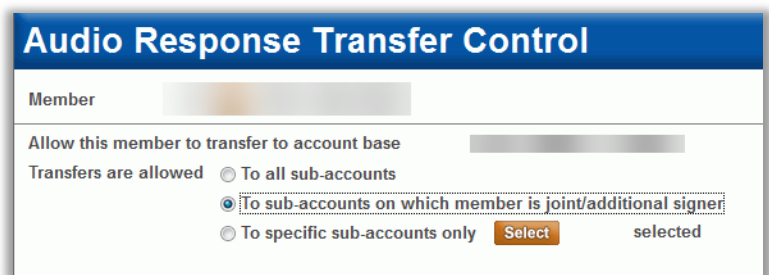 Audio Response Transfer Control
Member
Allow this member to transfer to account base
Transfers are allowed To all sub-accounts
To sub-accounts on which member is joint/additional signer
To specific sub-accounts only Select selected